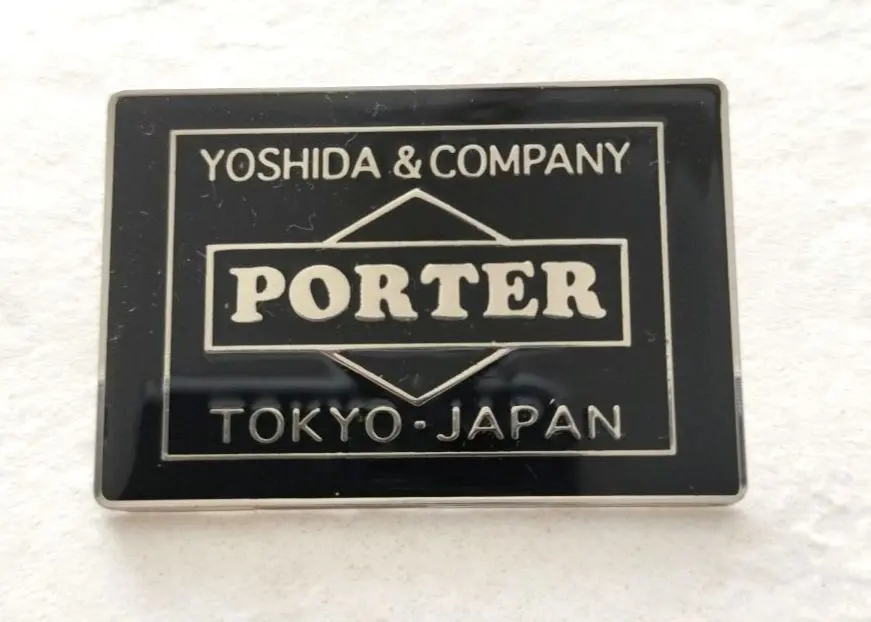 YOSHIDA & COMPANY
PORTER
TOKYO · JAPAN